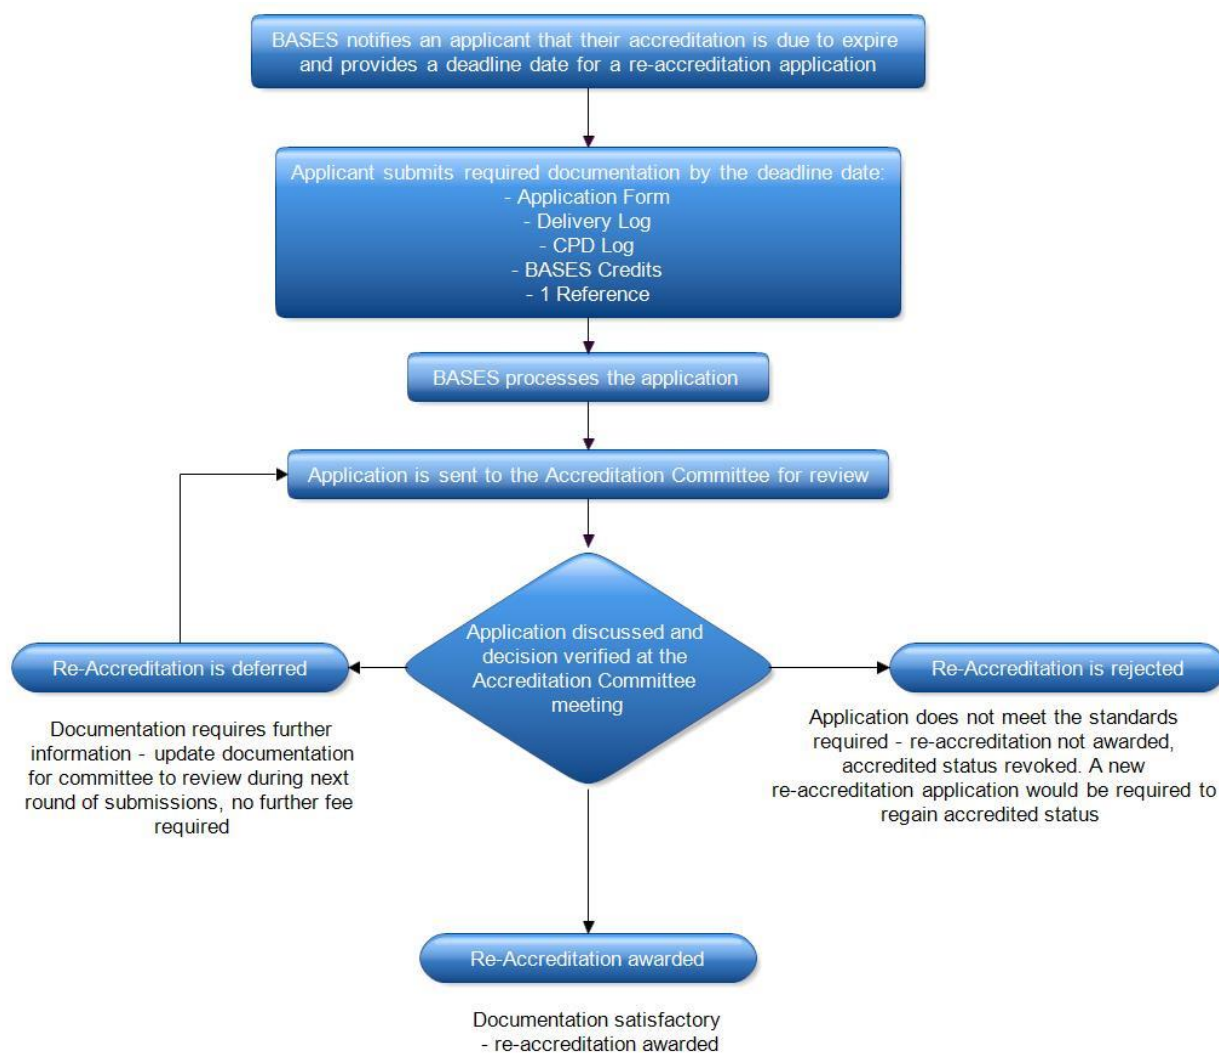 BASES notifies an applicant that their accreditation is due to expire
and provides a deadline date for a re-accreditation application
Applicant submits required documentation by the deadline date:
- Application Form
- Delivery Log
- CPD Log
- BASES Credits
- 1 Reference
BASES processes the application
Application is sent to the Accreditation Committee for review
Application discussed and
decision verified at the
Accreditation Committee
meeting
Re-Accreditation is deferred
Documentation requires further
information - update documentation
for committee to review during next
round of submissions, no further fee
required
Re-Accreditation is rejected
Application does not meet the standards
required - re-accreditation not awarded,
accredited status revoked. A new
re-accreditation application would be required to
regain accredited status
Re-Accreditation awarded
Documentation satisfactory
- re-accreditation awarded